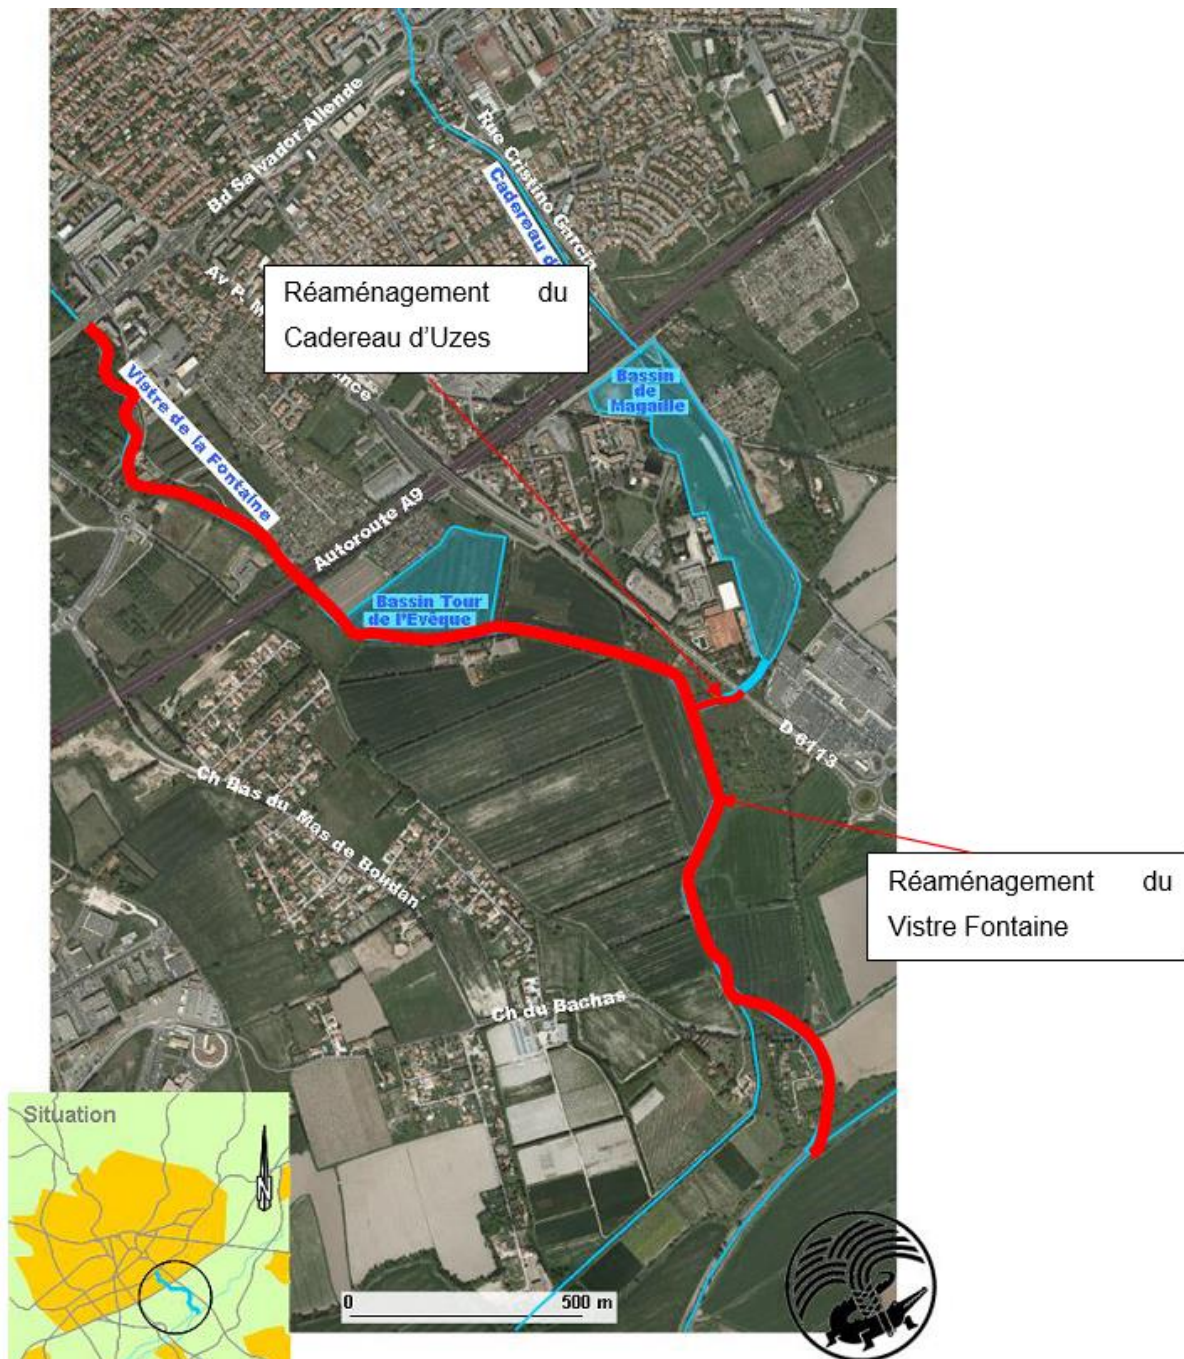 Bd Salvador Allende
Rue Cristino Garcia
Cadereau d'
Av P. M
ence
Réaménagement du
Cadereau d'Uzes
Bassin
de
Magaille
Vistre de la Fontaine
Autoroute A9
Bassin Tour
de l'Evêque
D 6113
Ch Bas du Mas de Boudan
Réaménagement du
Vistre Fontaine
Ch du Bachas
Situation
N
0 500 m